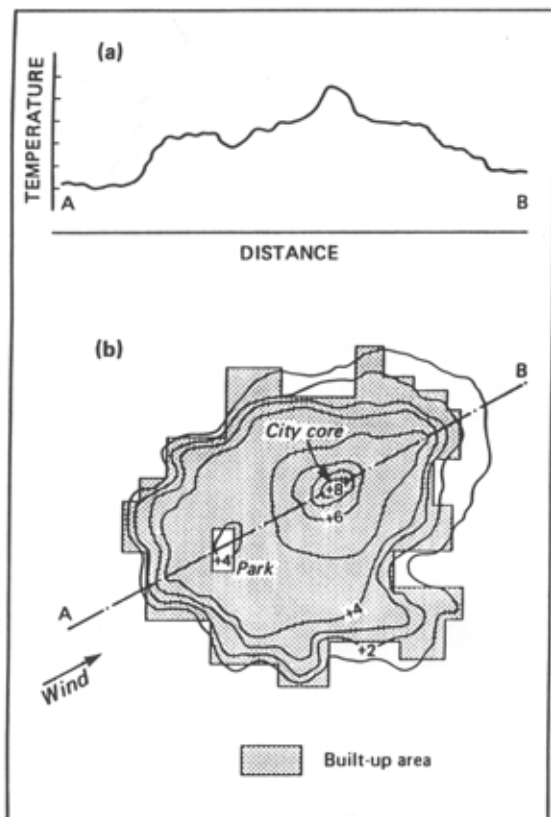 (a)
TEMPERATURE
A
B
DISTANCE
(b)
B
City core
+8
+6
+4
Park
A
+4
+2
Wind
Built-up area